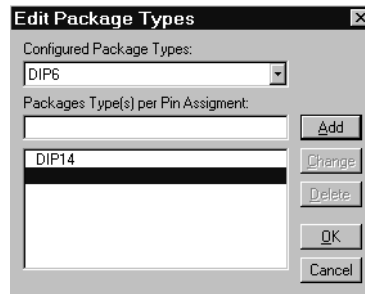 Edit Package Types
Configured Package Types:
DIP6
Packages Type(s) per Pin Assigment:
Add
DIP14
Change
Delete
OK
Cancel